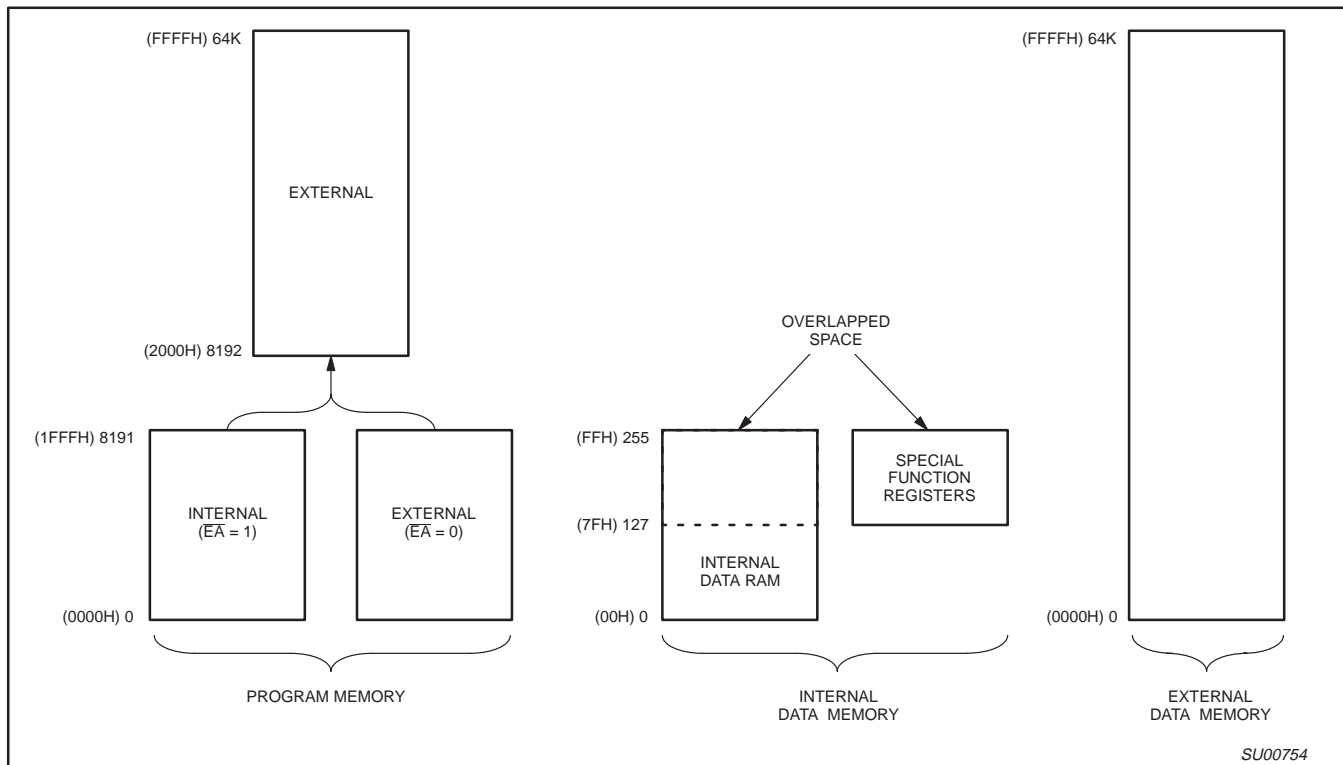 (FFFFH) 64K
EXTERNAL
(2000H) 8192
(1FFFH) 8191
INTERNAL
(E̅A̅ = 1)
EXTERNAL
(E̅A̅ = 0)
(0000H) 0
PROGRAM MEMORY
OVERLAPPED
SPACE
(FFH) 255
(7FH) 127
INTERNAL
DATA RAM
SPECIAL
FUNCTION
REGISTERS
(00H) 0
INTERNAL
DATA MEMORY
(FFFFH) 64K
(0000H) 0
EXTERNAL
DATA MEMORY
SU00754